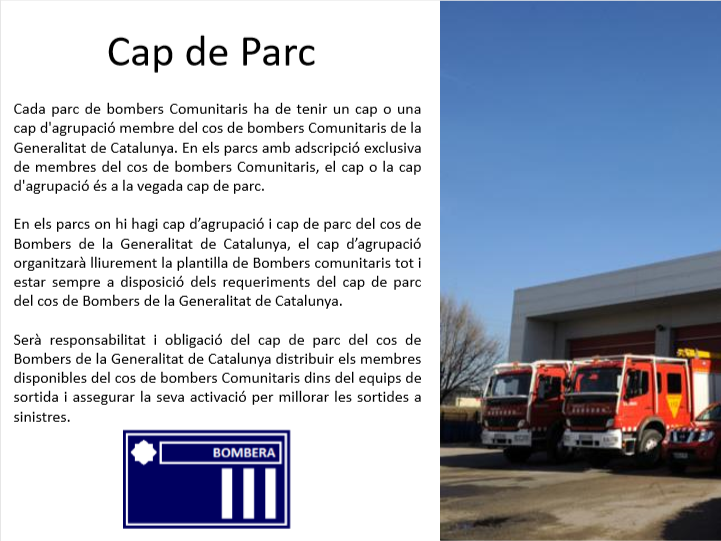 Cap de Parc
Cada parc de bombers Comunitaris ha de tenir un cap o una
cap d'agrupació membre del cos de bombers Comunitaris de la
Generalitat de Catalunya. En els parcs amb adscripció exclusiva
de membres del cos de bombers Comunitaris, el cap o la cap
d'agrupació és a la vegada cap de parc.
En els parcs on hi hagi cap d’agrupació i cap de parc del cos de
Bombers de la Generalitat de Catalunya, el cap d’agrupació
organitzarà lliurement la plantilla de Bombers comunitaris tot i
estar sempre a disposició dels requeriments del cap de parc
del cos de Bombers de la Generalitat de Catalunya.
Serà responsabilitat i obligació del cap de parc del cos de
Bombers de la Generalitat de Catalunya distribuir els membres
disponibles del cos de bombers Comunitaris dins del equips de
sortida i assegurar la seva activació per millorar les sortides a
sinistres.
BOMBERA